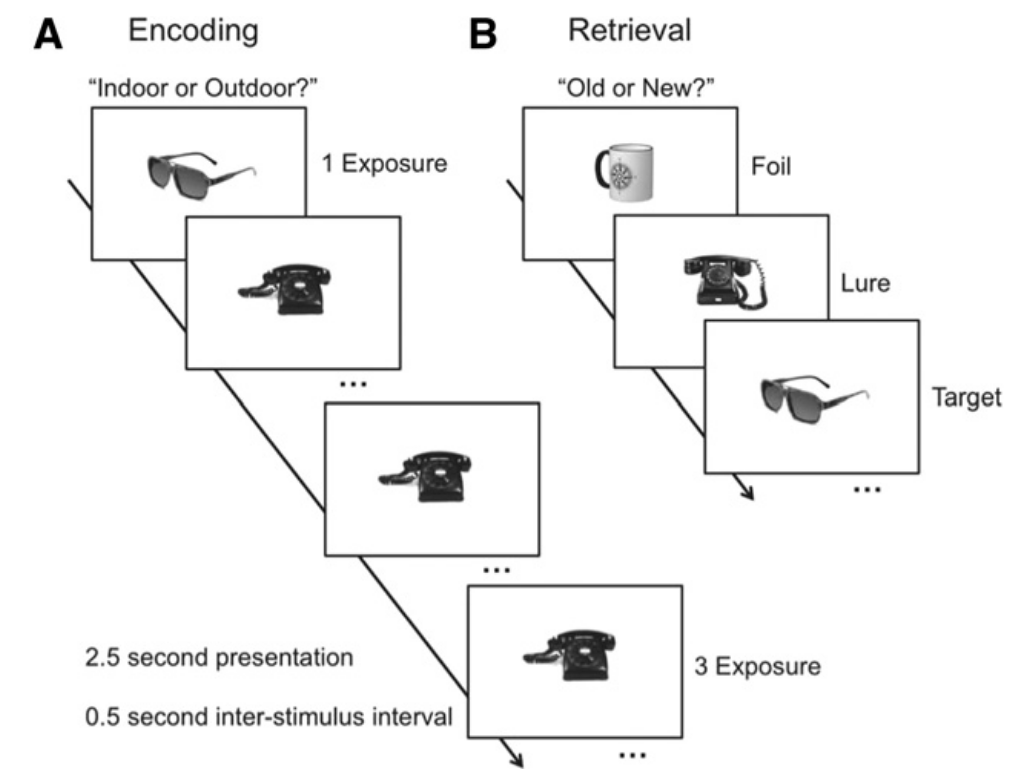 A Encoding
"Indoor or Outdoor?"
1 Exposure
...
...
3 Exposure
...
2.5 second presentation
0.5 second inter-stimulus interval
B Retrieval
"Old or New?"
Foil
Lure
Target
...